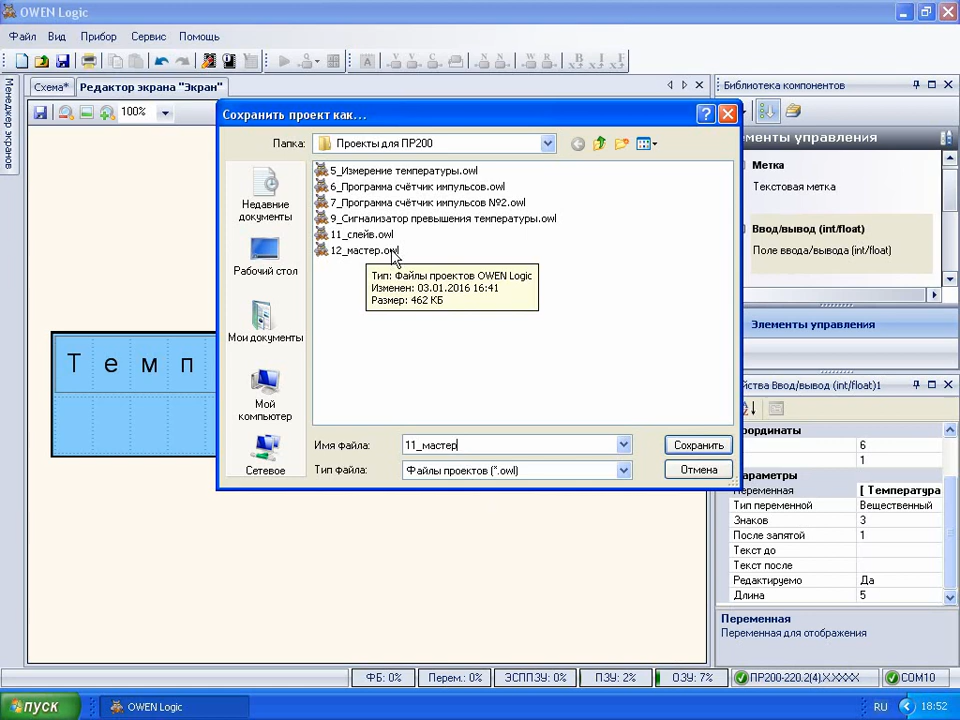 OWEN Logic
Файл Вид Прибор Сервис Помощь
Схема* Редактор экрана "Экран"
Менеджер экранов
100%
Темп
Сохранить проект как...
Папка: Проекты для ПР200
Недавние документы
Рабочий стол
Мои документы
Мой компьютер
Сетевое
5_Измерение температуры.owl
6_Программа счётчик импульсов.owl
7_Программа счётчик импульсов №2.owl
9_Сигнализатор превышения температуры.owl
11_слейв.owl
12_мастер.owl
Тип: Файлы проектов OWEN Logic
Изменен: 03.01.2016 16:41
Размер: 462 КБ
Имя файла: 11_мастер Сохранить
Тип файла: Файлы проектов (*.owl) Отмена
Библиотека компонентов
ементы управления
Метка
Текстовая метка
Ввод/вывод (int/float)
Поле ввода/вывода (int/float)
Элементы управления
йства Ввод/вывод (int/float)1
оординаты
6
1
араметры
Переменная [ Температура
Тип переменной Вещественный
Знаков 3
После запятой 1
Текст до
Текст после
Редактируемо Да
Длина 5
Переменная
Переменная для отображения
ФБ: 0% Перем.: 0% ЭСППЗУ: 0% ПЗУ: 2% ОЗУ: 7% ПР200-220.2(4).X.XXXX COM10
пуск OWEN Logic RU 18:52